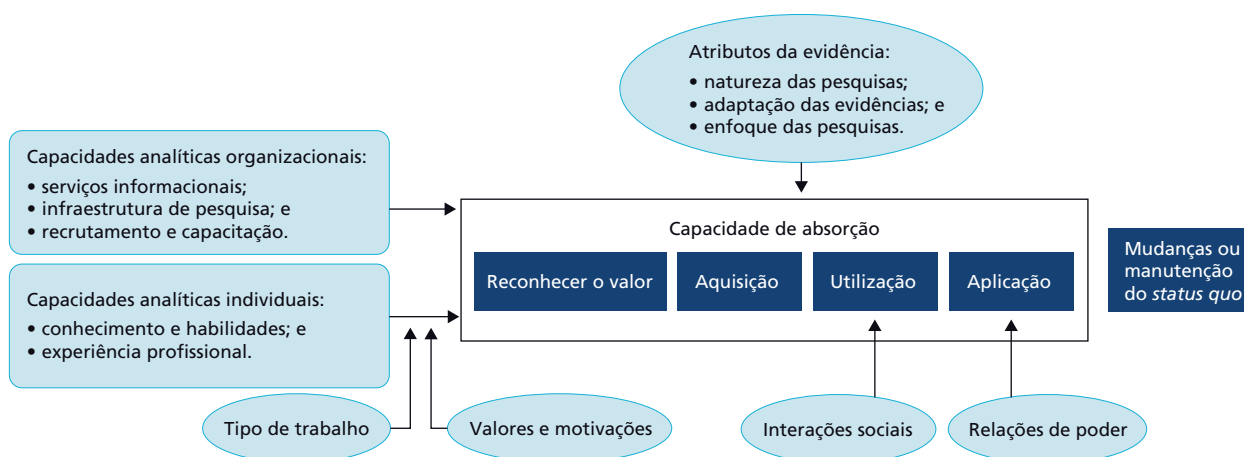 Atributos da evidência:
• natureza das pesquisas;
• adaptação das evidências; e
• enfoque das pesquisas.
Capacidades analíticas organizacionais:
• serviços informacionais;
• infraestrutura de pesquisa; e
• recrutamento e capacitação.
Capacidades analíticas individuais:
• conhecimento e habilidades; e
• experiência profissional.
Capacidade de absorção
Reconhecer o valor
Aquisição
Utilização
Aplicação
Mudanças ou
manutenção
do status quo
Tipo de trabalho
Valores e motivações
Interações sociais
Relações de poder